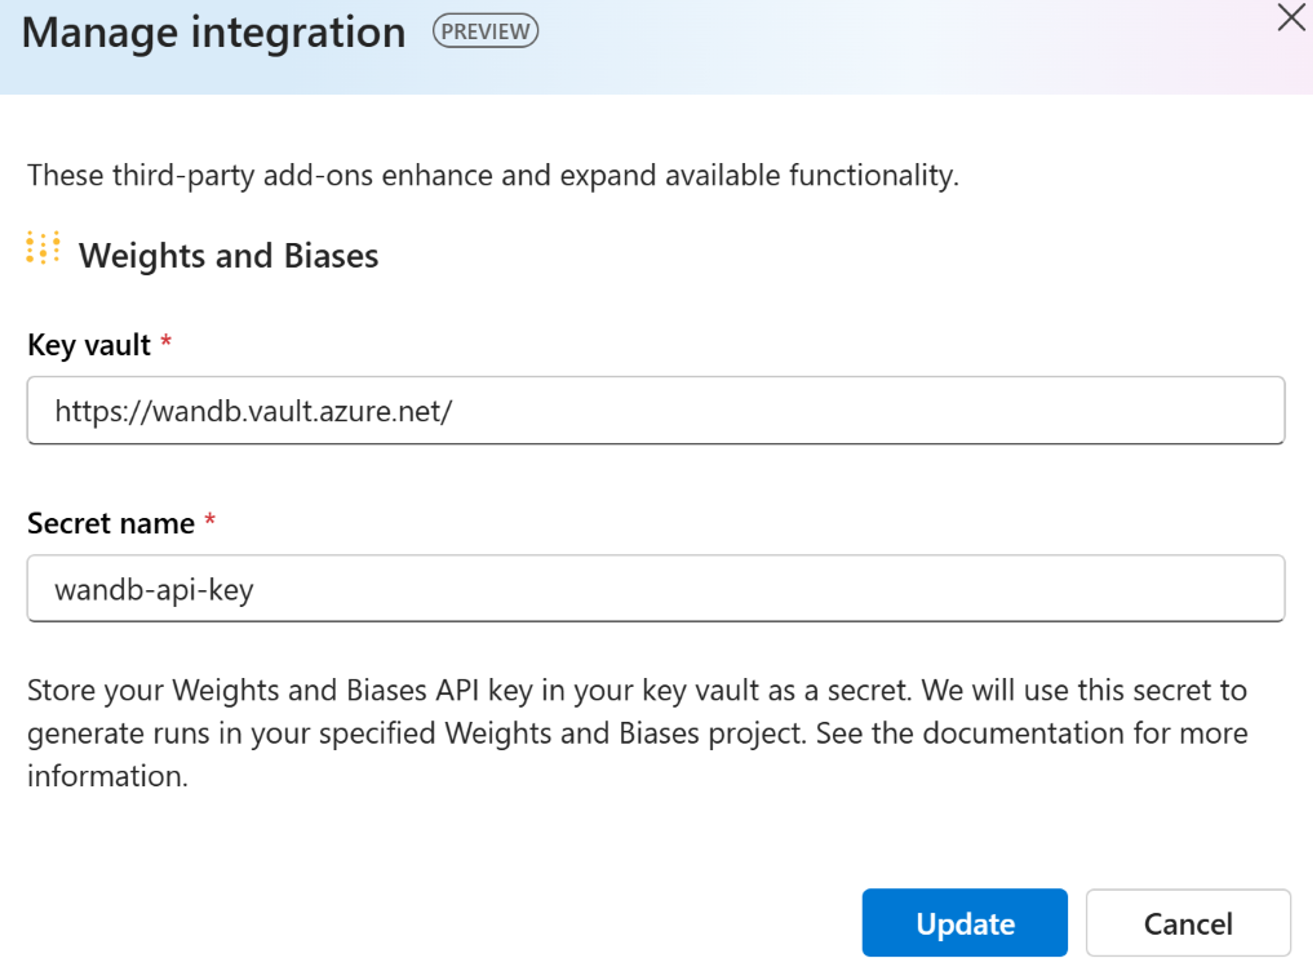 Manage integration PREVIEW
These third-party add-ons enhance and expand available functionality.
Weights and Biases
Key vault *
https://wandb.vault.azure.net/
Secret name *
wandb-api-key
Store your Weights and Biases API key in your key vault as a secret. We will use this secret to
generate runs in your specified Weights and Biases project. See the documentation for more
information.
Update Cancel